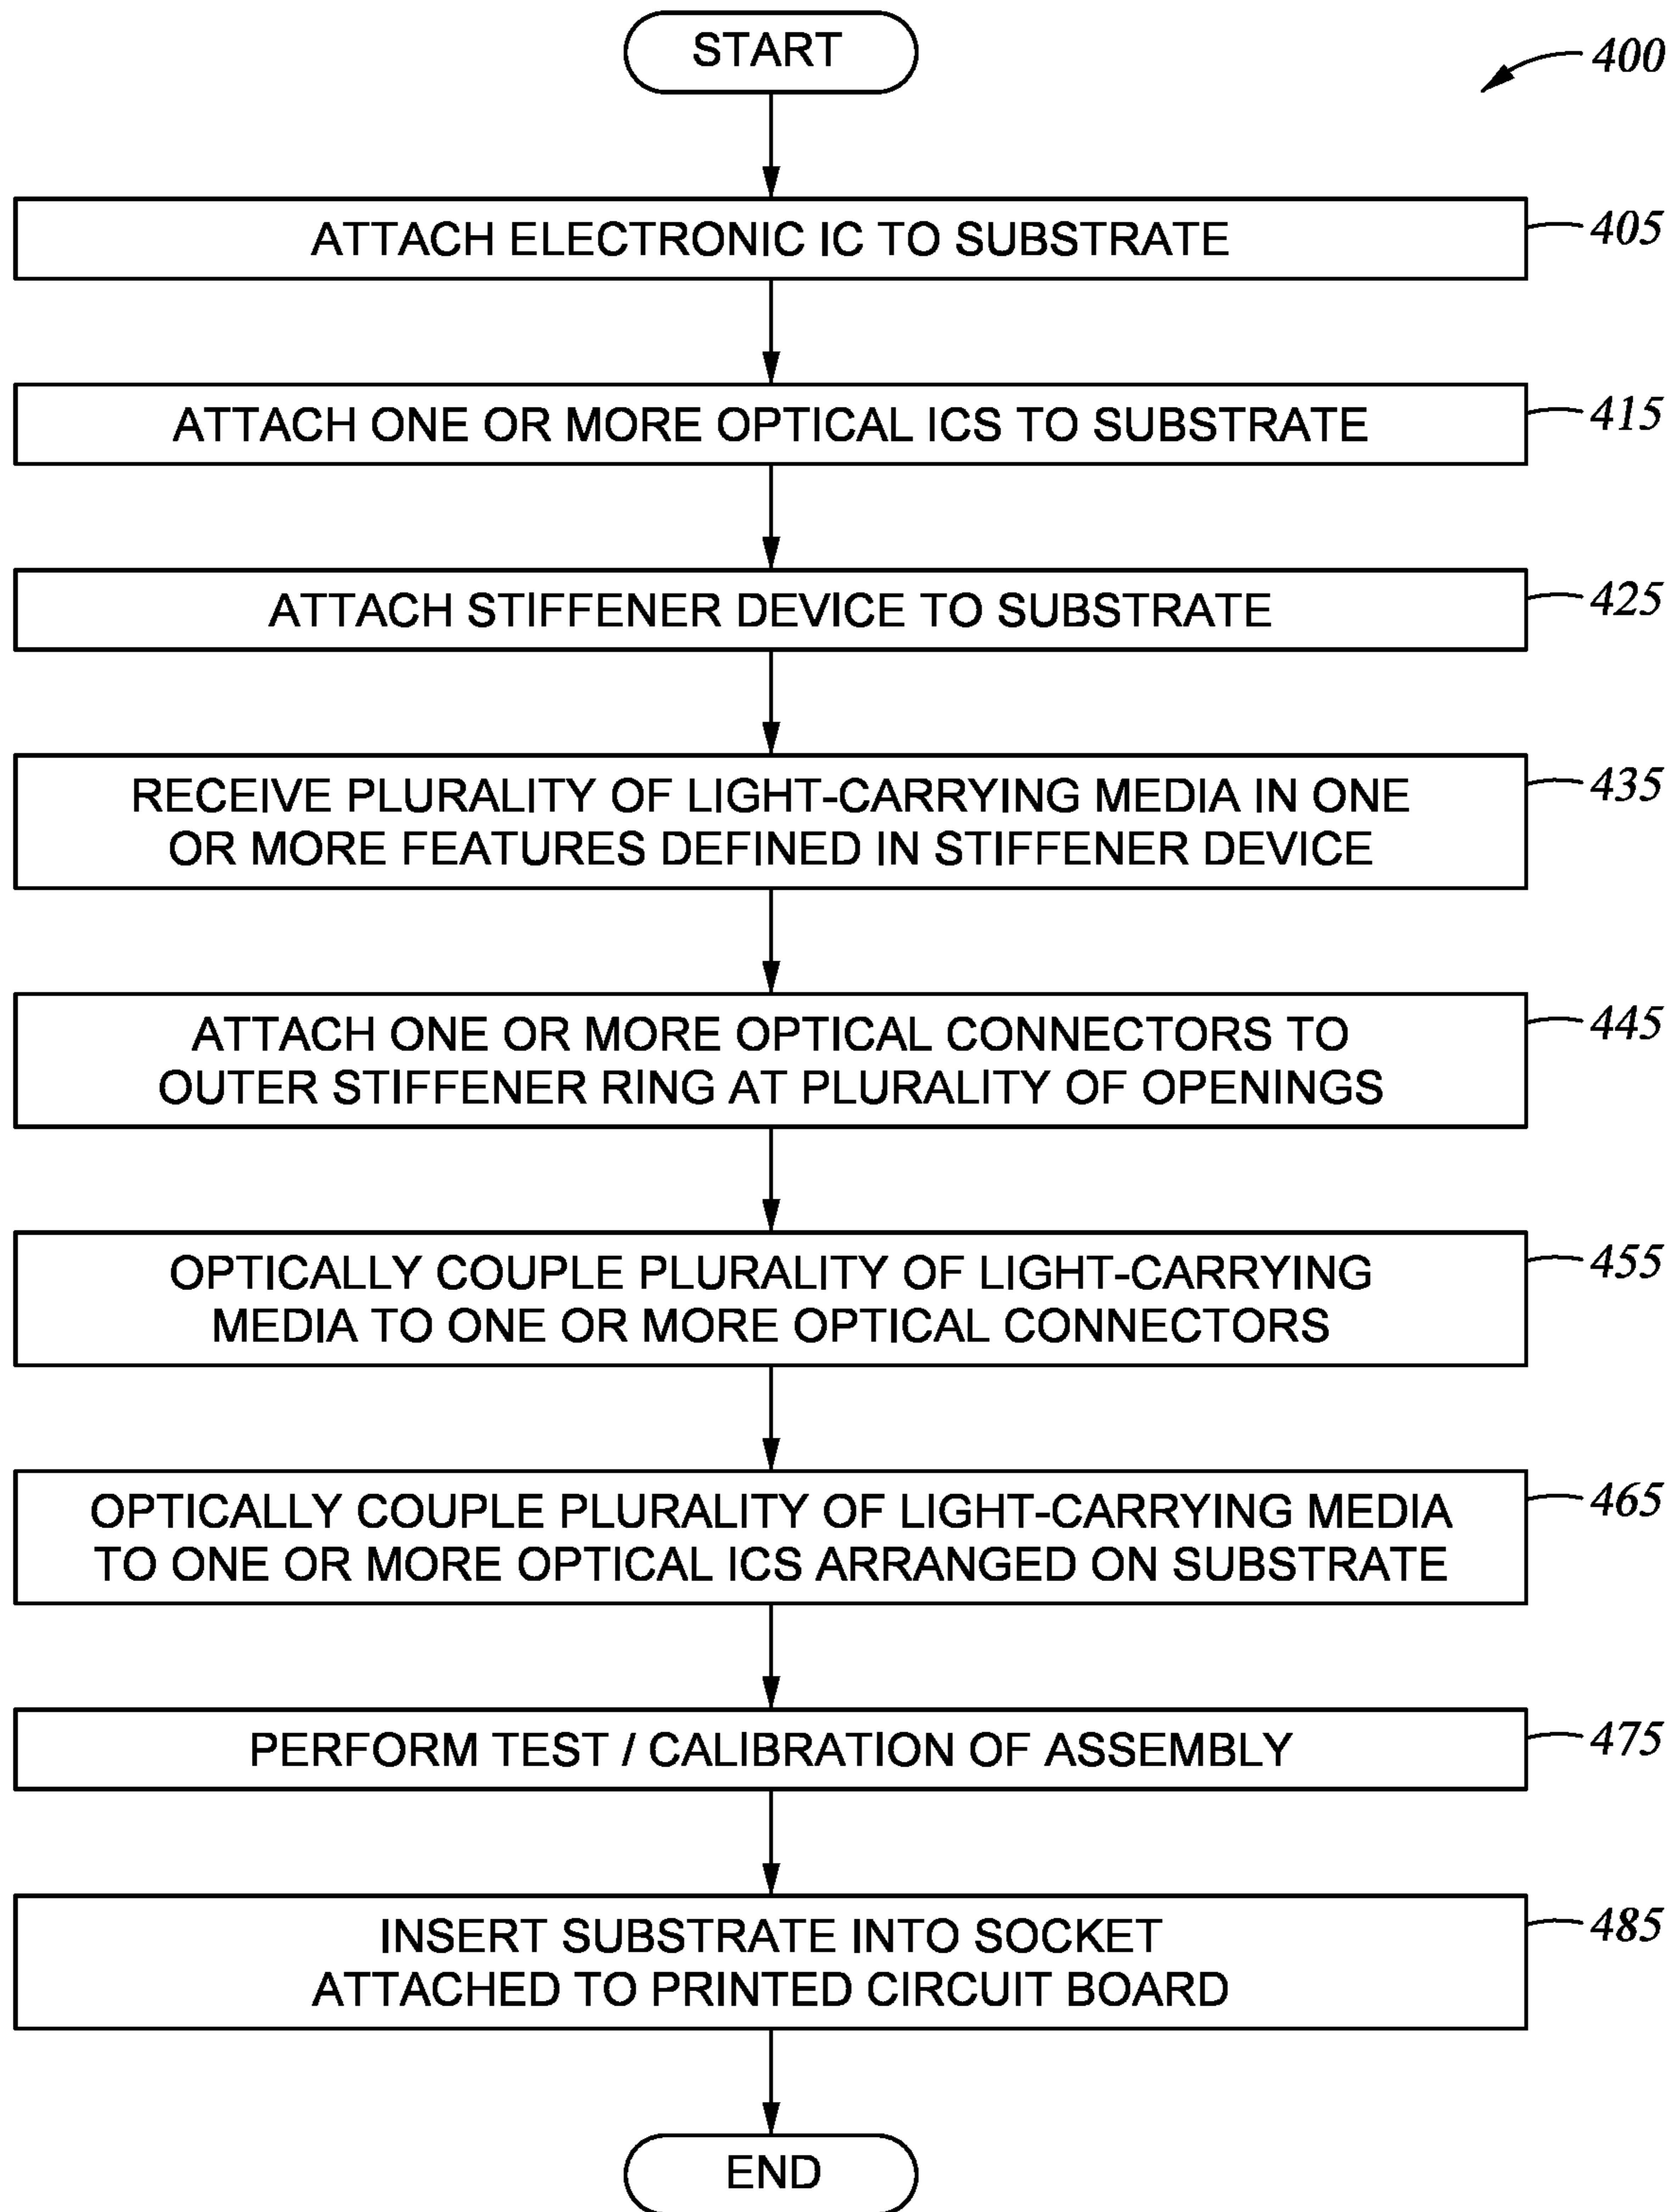 START
400
ATTACH ELECTRONIC IC TO SUBSTRATE
405
ATTACH ONE OR MORE OPTICAL ICS TO SUBSTRATE
415
ATTACH STIFFENER DEVICE TO SUBSTRATE
425
RECEIVE PLURALITY OF LIGHT-CARRYING MEDIA IN ONE
OR MORE FEATURES DEFINED IN STIFFENER DEVICE
435
ATTACH ONE OR MORE OPTICAL CONNECTORS TO
OUTER STIFFENER RING AT PLURALITY OF OPENINGS
445
OPTICALLY COUPLE PLURALITY OF LIGHT-CARRYING
MEDIA TO ONE OR MORE OPTICAL CONNECTORS
455
OPTICALLY COUPLE PLURALITY OF LIGHT-CARRYING MEDIA
TO ONE OR MORE OPTICAL ICS ARRANGED ON SUBSTRATE
465
PERFORM TEST / CALIBRATION OF ASSEMBLY
475
INSERT SUBSTRATE INTO SOCKET
ATTACHED TO PRINTED CIRCUIT BOARD
485
END